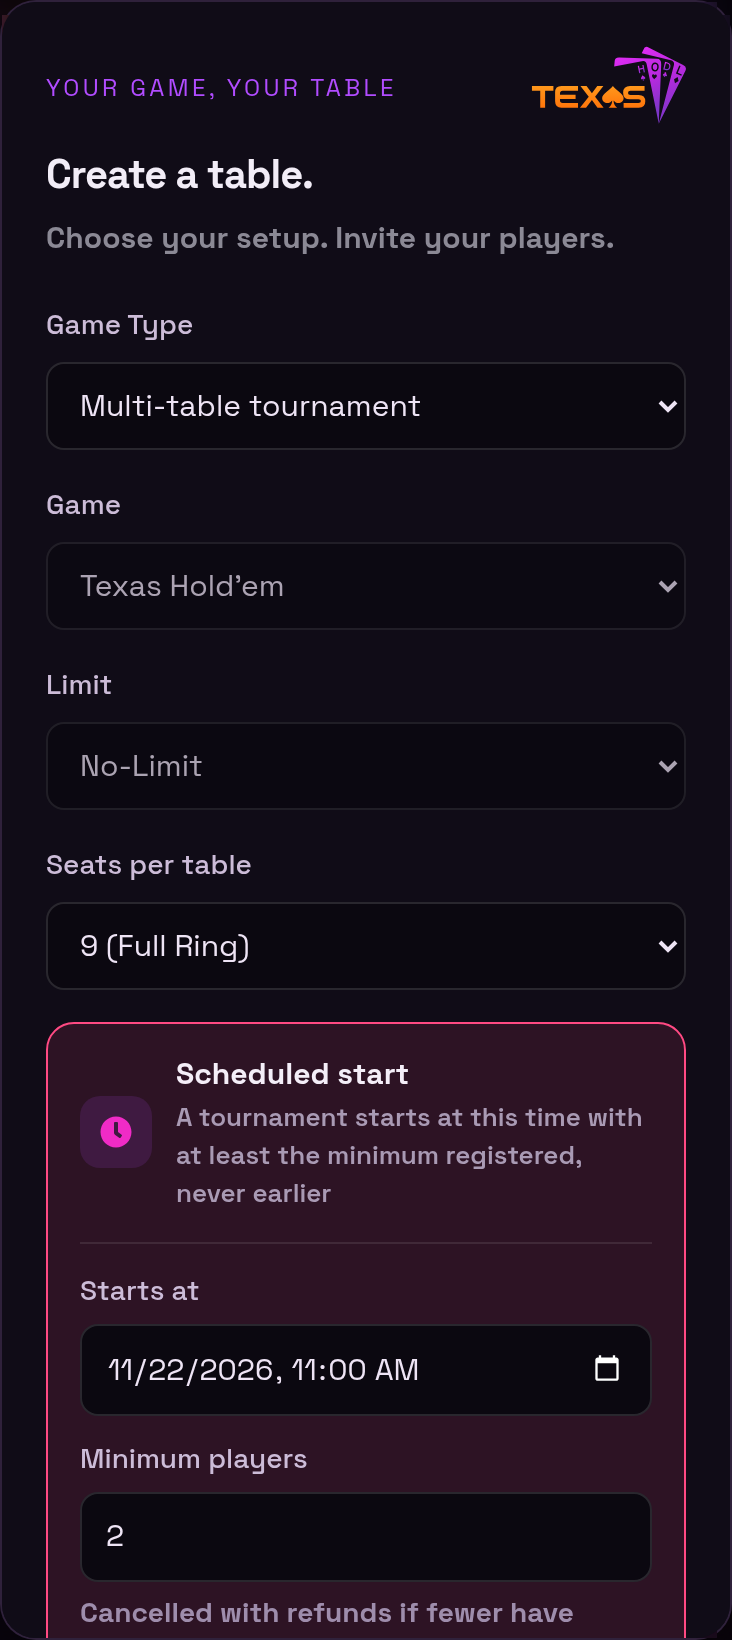 YOUR GAME, YOUR TABLE
HODL
TEXAS
Create a table.
Choose your setup. Invite your players.
Game Type
Multi-table tournament
Game
Texas Hold'em
Limit
No-Limit
Seats per table
9 (Full Ring)
Scheduled start
A tournament starts at this time with
at least the minimum registered,
never earlier
Starts at
11/22/2026, 11:00 AM
Minimum players
2
Cancelled with refunds if fewer have